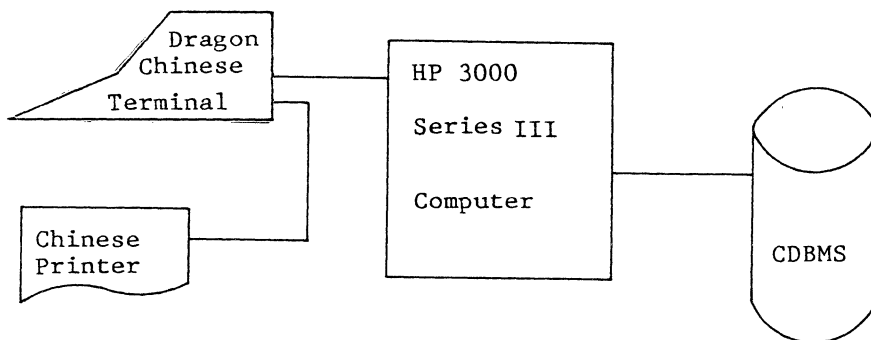 Dragon
Chinese
Terminal
HP 3000
Series III
Computer
Chinese
Printer
CDBMS